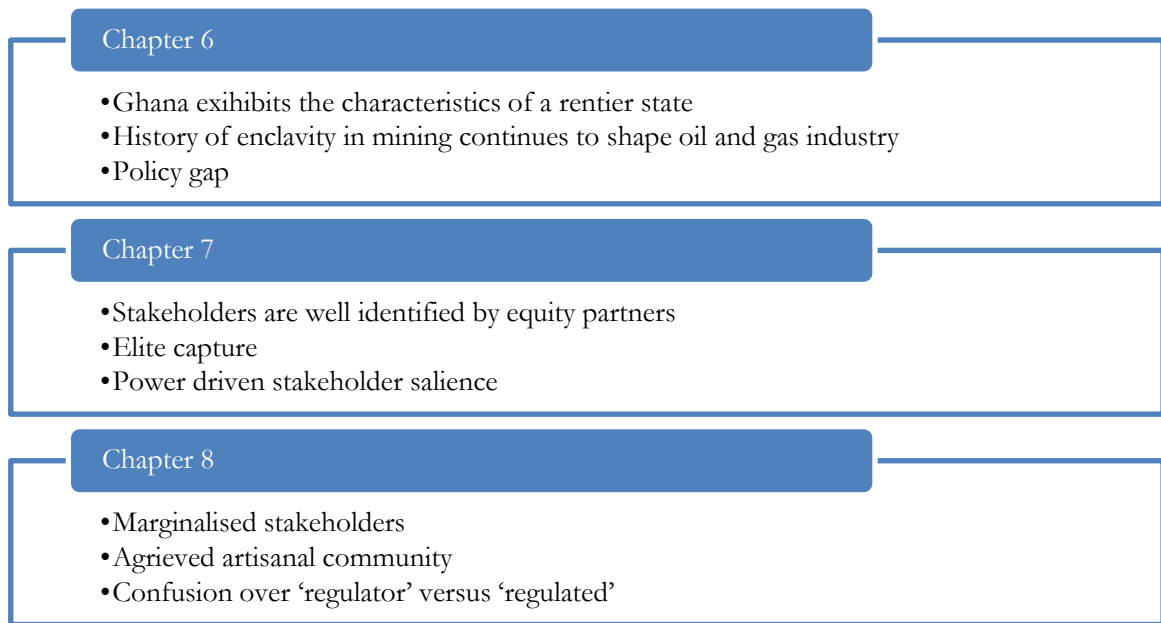 Chapter 6
•Ghana exihibits the characteristics of a rentier state
•History of enclavity in mining continues to shape oil and gas industry
•Policy gap
Chapter 7
•Stakeholders are well identified by equity partners
•Elite capture
•Power driven stakeholder salience
Chapter 8
•Marginalised stakeholders
•Agrieved artisanal community
•Confusion over ‘regulator’ versus ‘regulated’